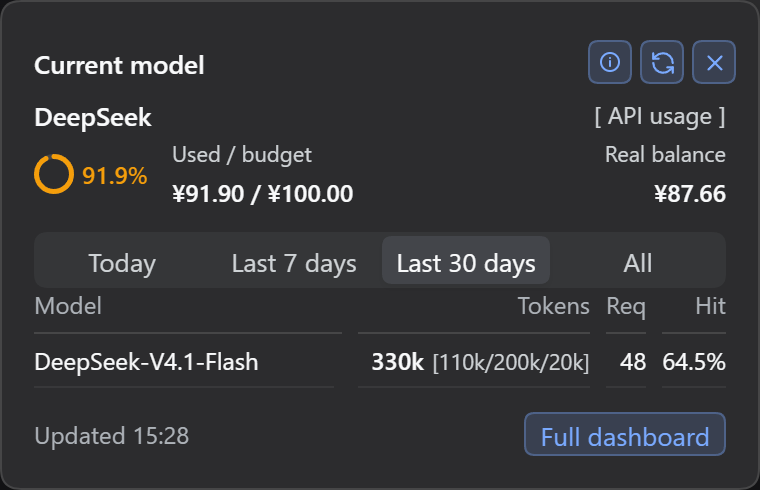 Current model
DeepSeek [ API usage ]
91.9% Used / budget Real balance
¥91.90 / ¥100.00 ¥87.66
Today Last 7 days Last 30 days All
Model Tokens Req Hit
DeepSeek-V4.1-Flash 330k [110k/200k/20k] 48 64.5%
Updated 15:28 Full dashboard